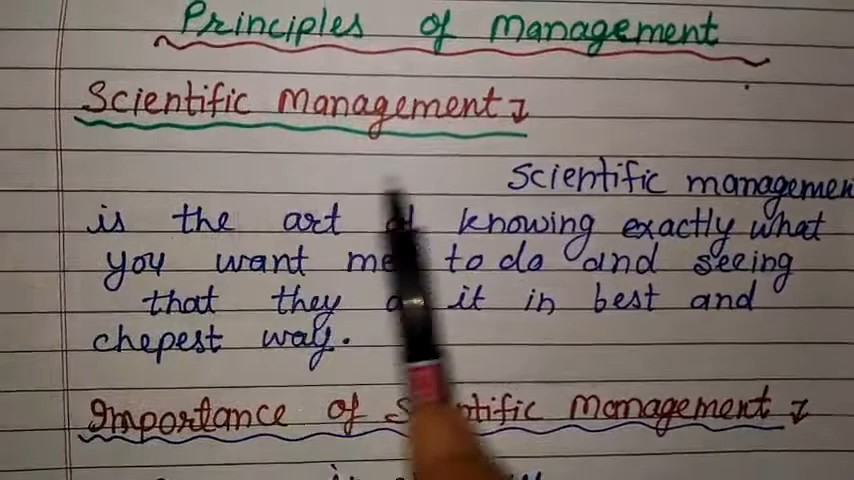 Principles of Management
Scientific Management
Scientific managemen
is the art knowing exactly what
you want to do and seeing
that they it in best and
chepest way.
Importance of Management